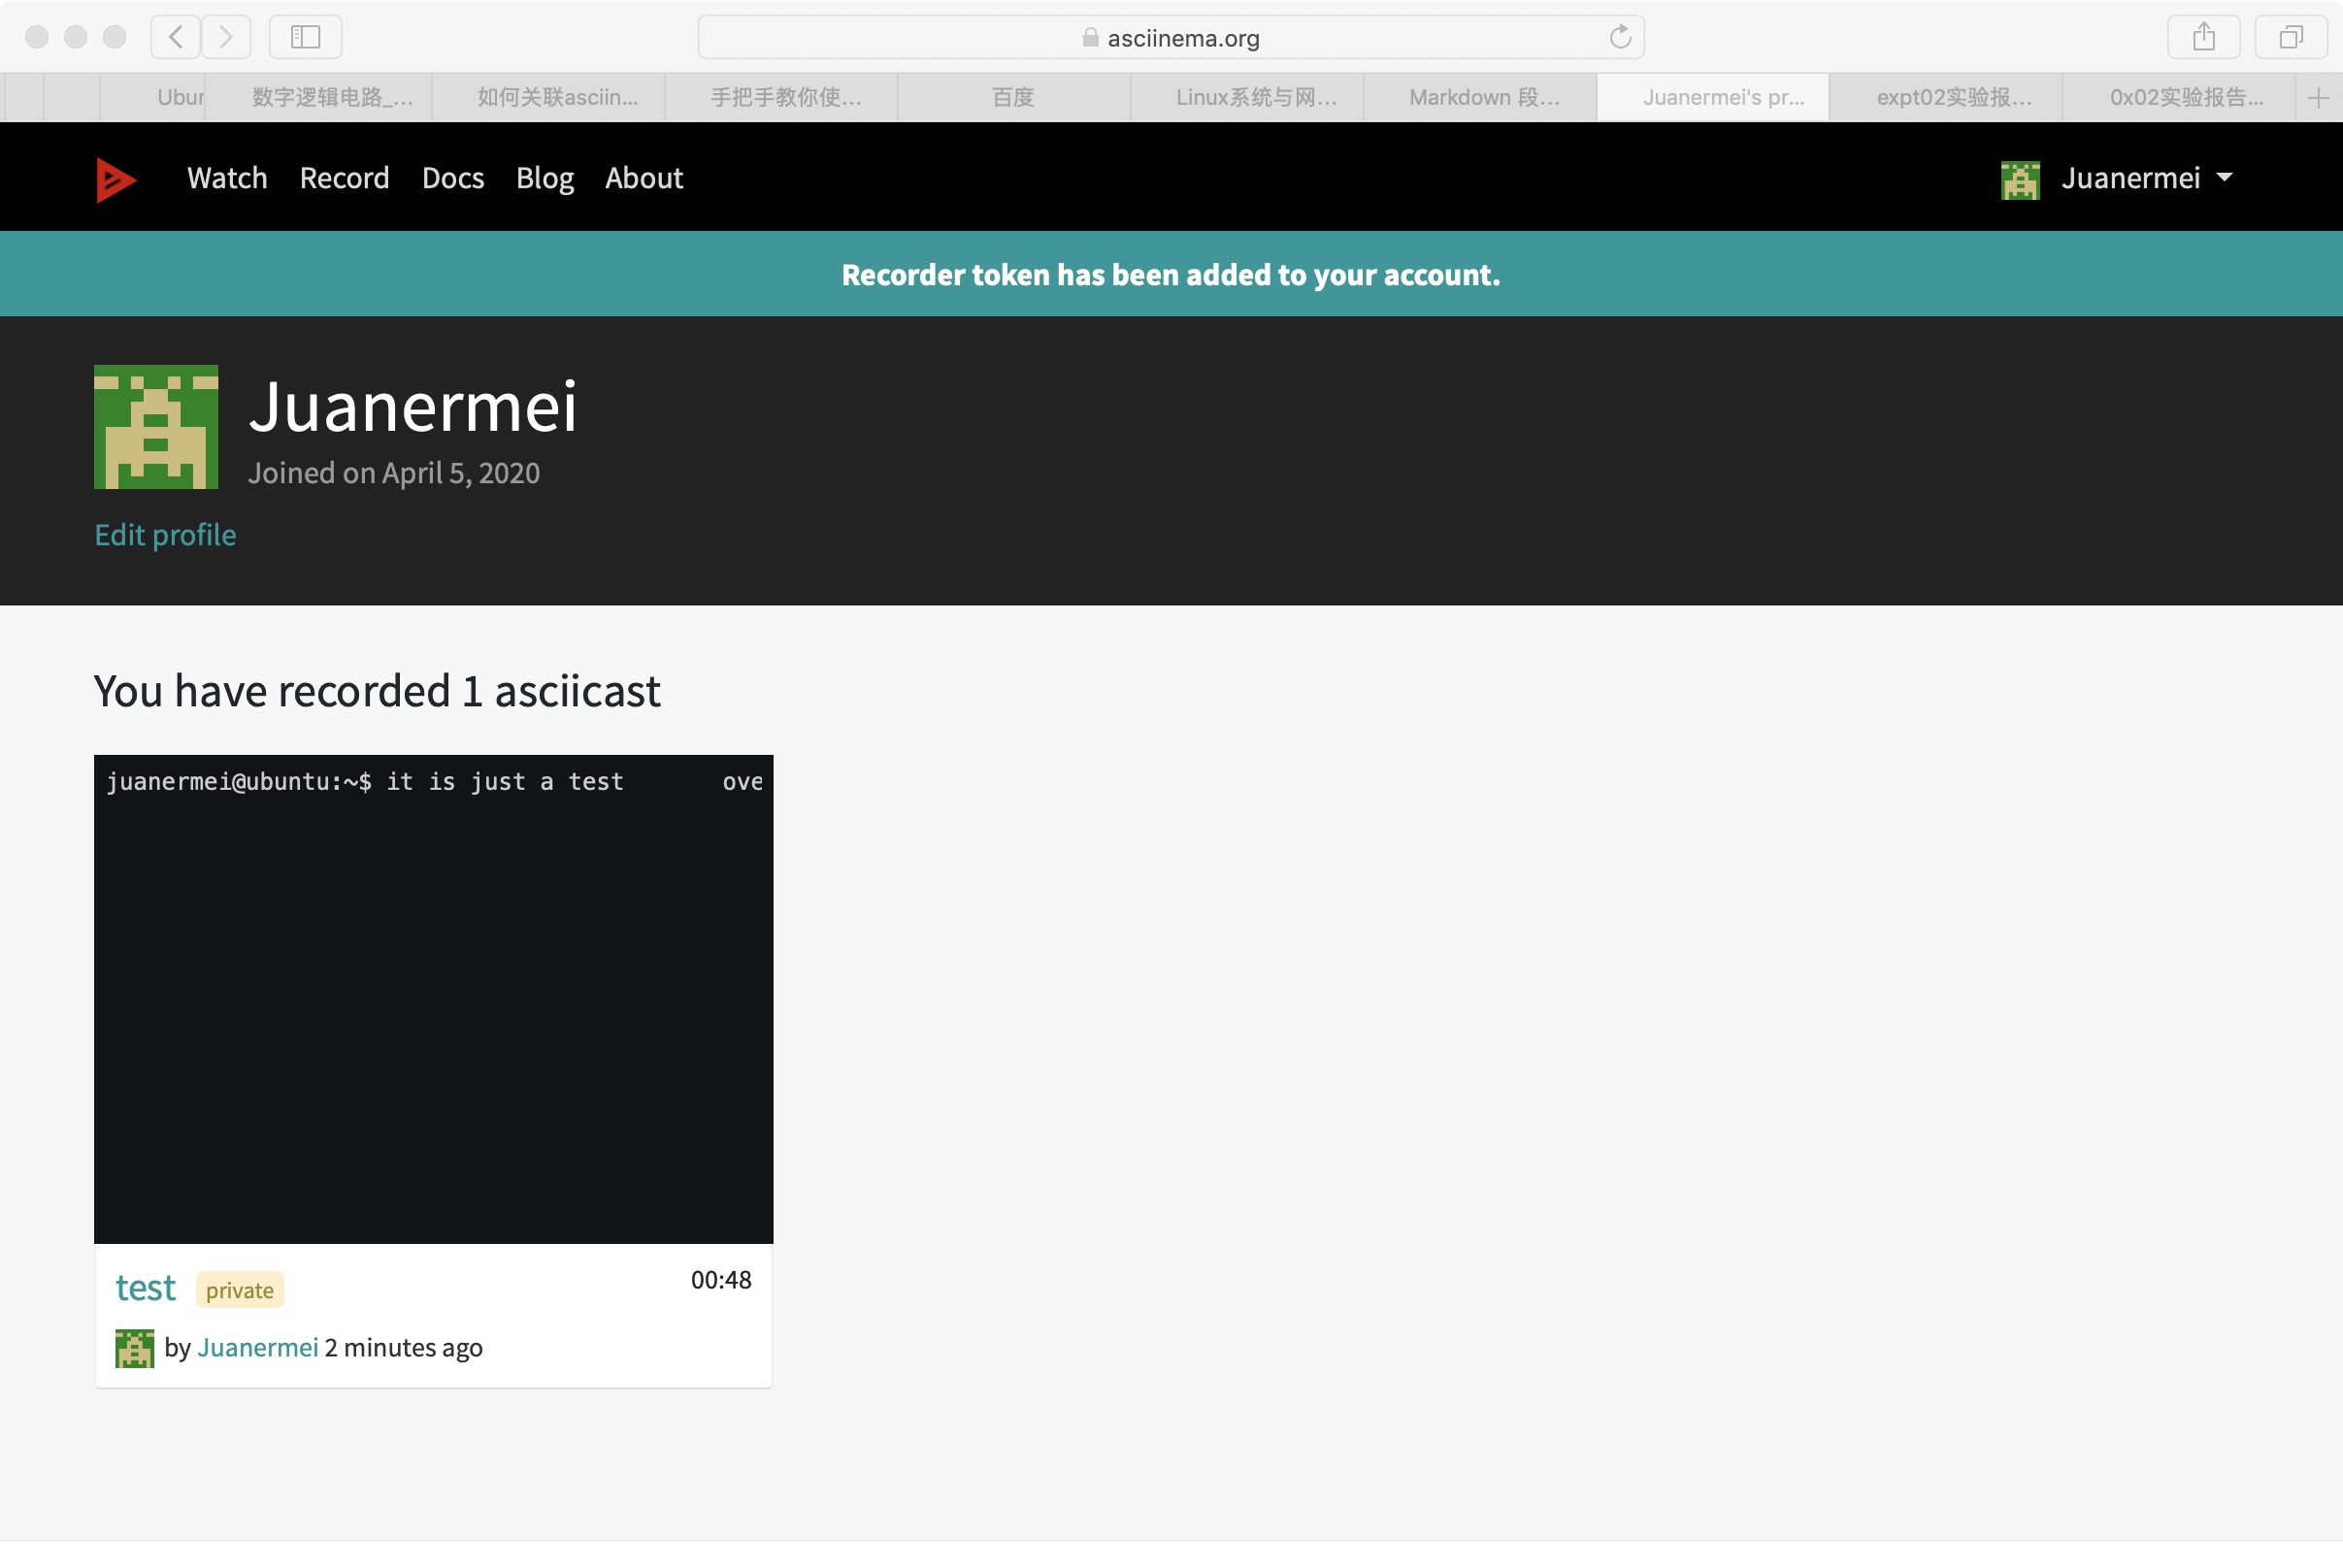 asciinema.org
Ubun
数字逻辑电路_...
如何关联asciin...
手把手教你使...
百度
Linux系统与网...
Markdown 段...
Juanermei's pr...
expt02实验报...
0x02实验报告...
Watch Record Docs Blog About
Juanermei
Recorder token has been added to your account.
Juanermei
Joined on April 5, 2020
Edit profile
You have recorded 1 asciicast
juanermei@ubuntu:~$ it is just a test ove
test private 00:48
by Juanermei 2 minutes ago